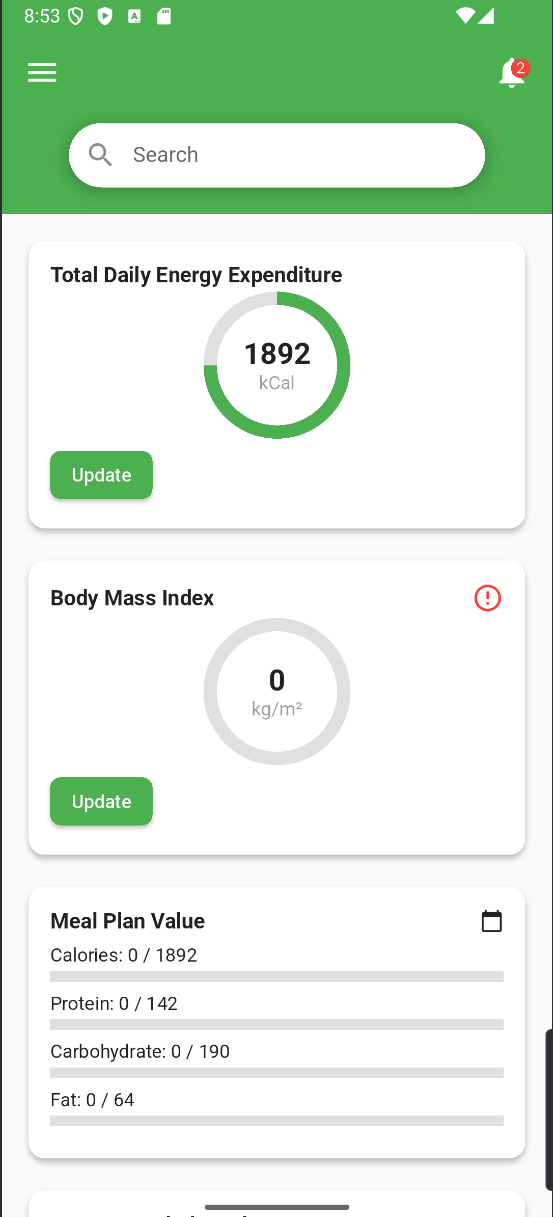 8:53
2
Search
Total Daily Energy Expenditure
1892
kCal
Update
Body Mass Index
0
kg/m²
Update
Meal Plan Value
Calories: 0 / 1892
Protein: 0 / 142
Carbohydrate: 0 / 190
Fat: 0 / 64